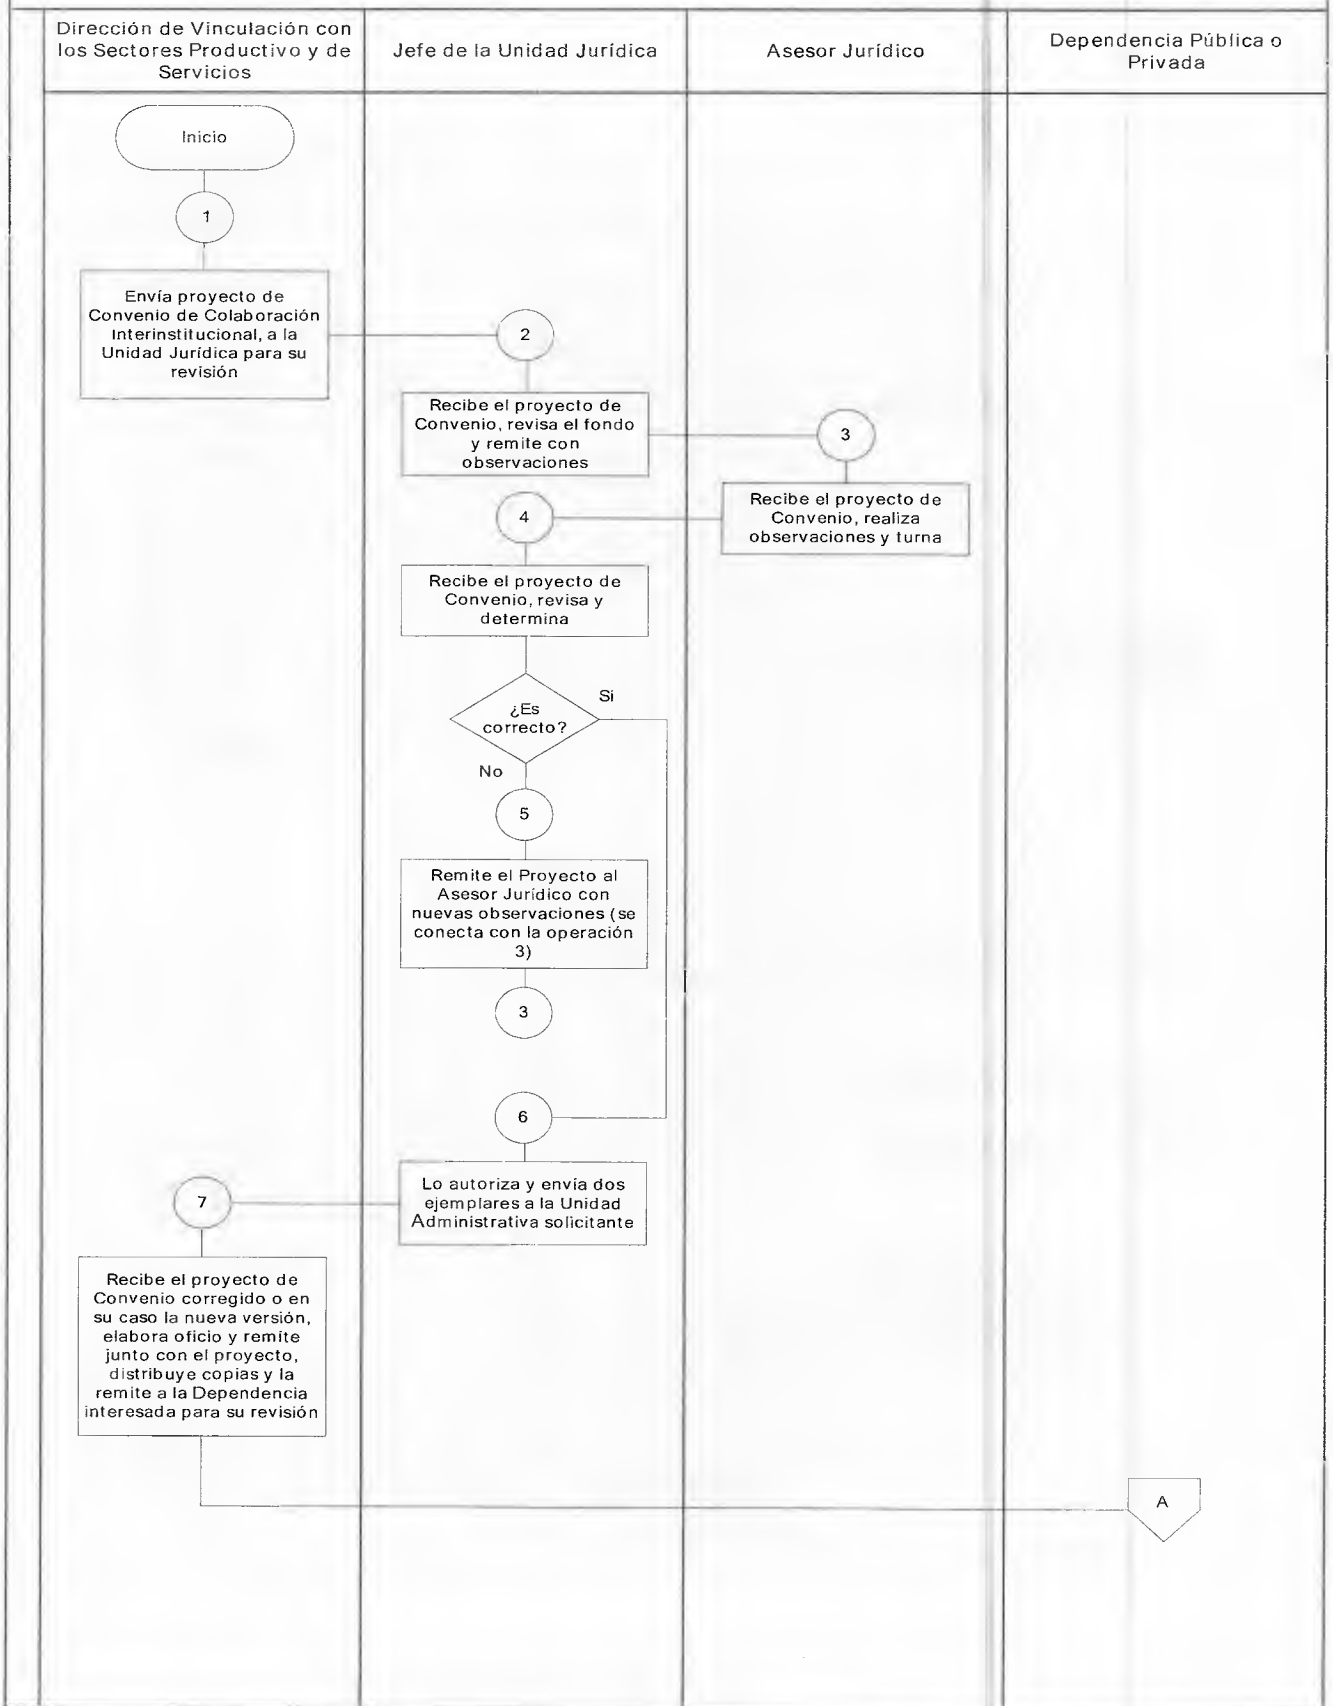 Dirección de Vinculación con
los Sectores Productivo y de
Servicios
Jefe de la Unidad Jurídica
Asesor Jurídico
Dependencia Pública o
Privada
Inicio
1
Envía proyecto de
Convenio de Colaboración
Interinstitucional, a la
Unidad Jurídica para su
revisión
2
Recibe el proyecto de
Convenio, revisa el fondo
y remite con
observaciones
3
Recibe el proyecto de
Convenio, realiza
observaciones y turna
4
Recibe el proyecto de
Convenio, revisa y
determina
¿Es
correcto?
Si
No
5
Remite el Proyecto al
Asesor Jurídico con
nuevas observaciones (se
conecta con la operación
3)
3
6
Lo autoriza y envía dos
ejemplares a la Unidad
Administrativa solicitante
7
Recibe el proyecto de
Convenio corregido o en
su caso la nueva versión,
elabora oficio y remite
junto con el proyecto,
distribuye copias y la
remite a la Dependencia
interesada para su revisión
A